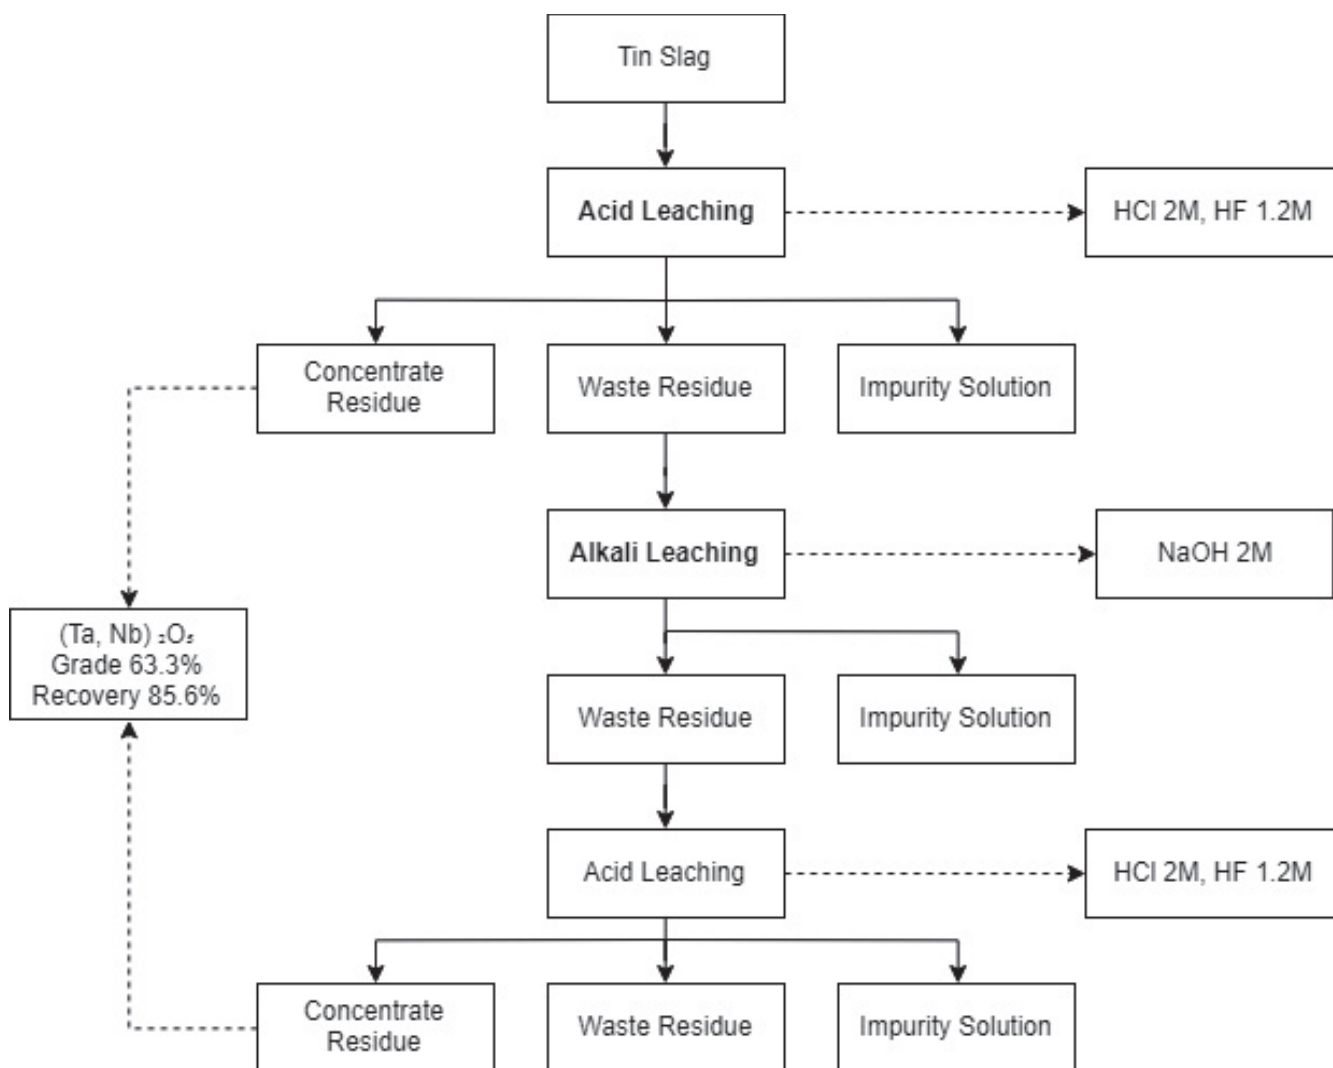 Tin Slag
Acid Leaching
HCl 2M, HF 1.2M
Concentrate
Residue
Waste Residue
Impurity Solution
Alkali Leaching
NaOH 2M
(Ta, Nb) ₂O₅
Grade 63.3%
Recovery 85.6%
Waste Residue
Impurity Solution
Acid Leaching
HCl 2M, HF 1.2M
Concentrate
Residue
Waste Residue
Impurity Solution